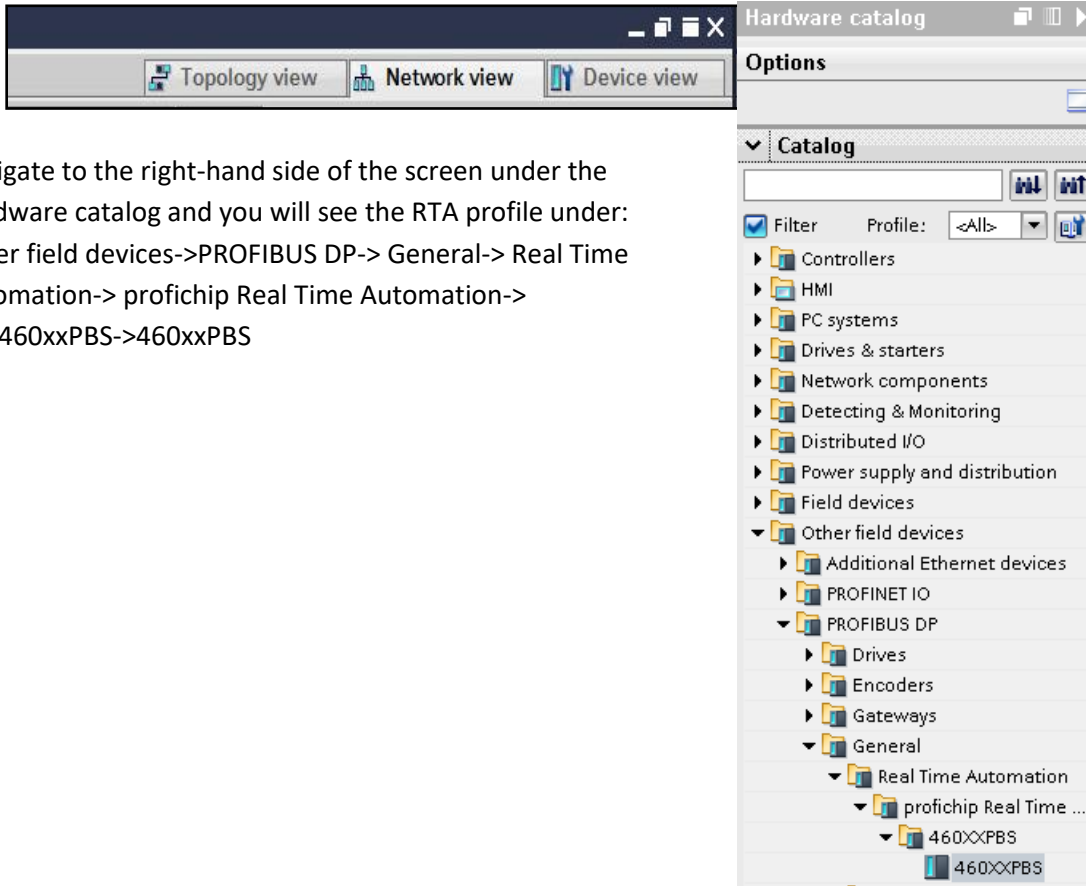 Topology view Network view Device view
igate to the right-hand side of the screen under the
dware catalog and you will see the RTA profile under:
er field devices->PROFIBUS DP-> General-> Real Time
omation-> profichip Real Time Automation->
460xxPBS->460xxPBS
Hardware catalog
Options
Catalog
Filter Profile: <All>
Controllers
HMI
PC systems
Drives & starters
Network components
Detecting & Monitoring
Distributed I/O
Power supply and distribution
Field devices
Other field devices
Additional Ethernet devices
PROFINET IO
PROFIBUS DP
Drives
Encoders
Gateways
General
Real Time Automation
profichip Real Time ...
460XXPBS
460XXPBS